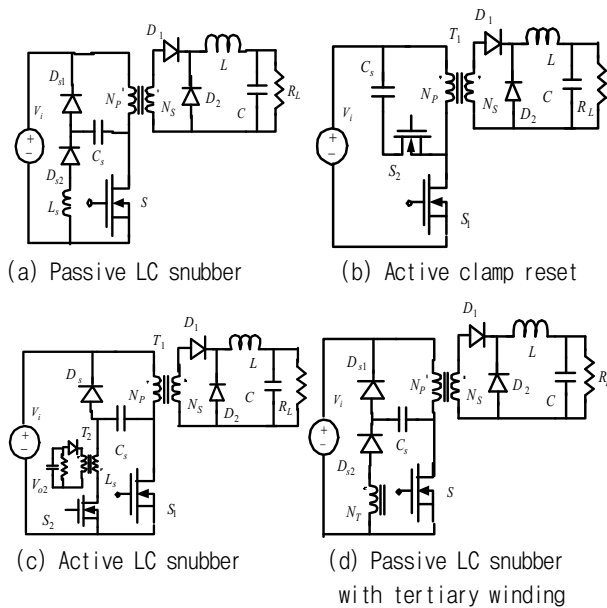 D1
Ds1
Vi
NP
NS
L
D2
C
RL
Cs
Ds2
Ls
S
(a) Passive LC snubber
T1
D1
Cs
Vi
NP
NS
L
D2
C
RL
S2
S1
(b) Active clamp reset
T1
D1
Ds
Vi
NP
NS
L
D2
C
RL
T2
Cs
Vo2
Ls
S2
S1
(c) Active LC snubber
D1
Ds1
Vi
NP
NS
L
D2
C
Cs
Ds2
NT
S
(d) Passive LC snubber
with tertiary winding